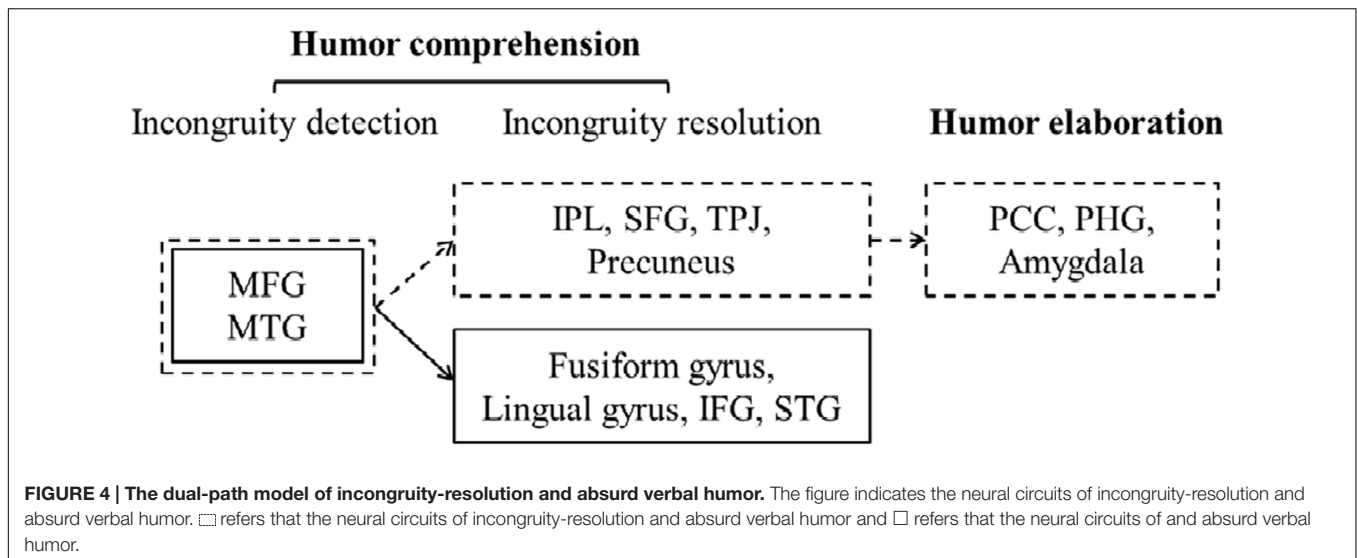 Humor comprehension
Incongruity detection
Incongruity resolution
Humor elaboration
MFG
MTG
IPL, SFG, TPJ,
Precuneus
PCC, PHG,
Amygdala
Fusiform gyrus,
Lingual gyrus, IFG, STG
FIGURE 4 | The dual-path model of incongruity-resolution and absurd verbal humor. The figure indicates the neural circuits of incongruity-resolution and
absurd verbal humor. refers that the neural circuits of incongruity-resolution and absurd verbal humor and refers that the neural circuits of and absurd verbal
humor.